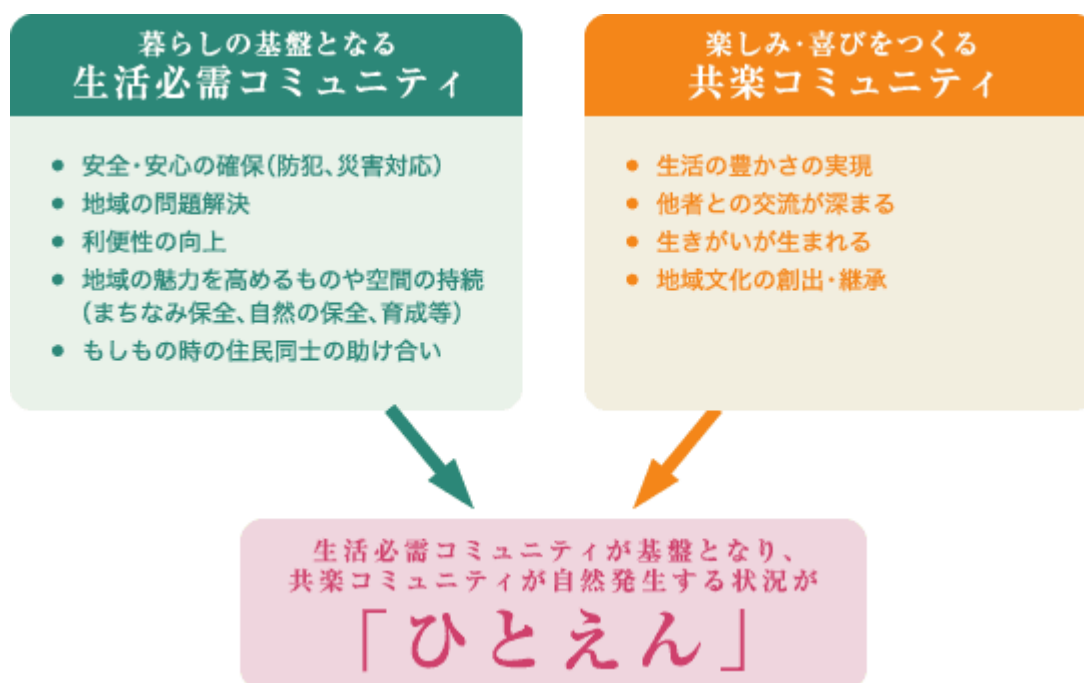 暮らしの基盤となる
生活必需コミュニティ
● 安全・安心の確保(防犯、災害対応)
● 地域の問題解決
● 利便性の向上
● 地域の魅力を高めるものや空間の持続
(まちなみ保全、自然の保全、育成等)
● もしもの時の住民同士の助け合い
楽しみ・喜びをつくる
共楽コミュニティ
● 生活の豊かさの実現
● 他者との交流が深まる
● 生きがいが生まれる
● 地域文化の創出・継承
生活必需コミュニティが基盤となり、
共楽コミュニティが自然発生する状況が
「ひとえん」